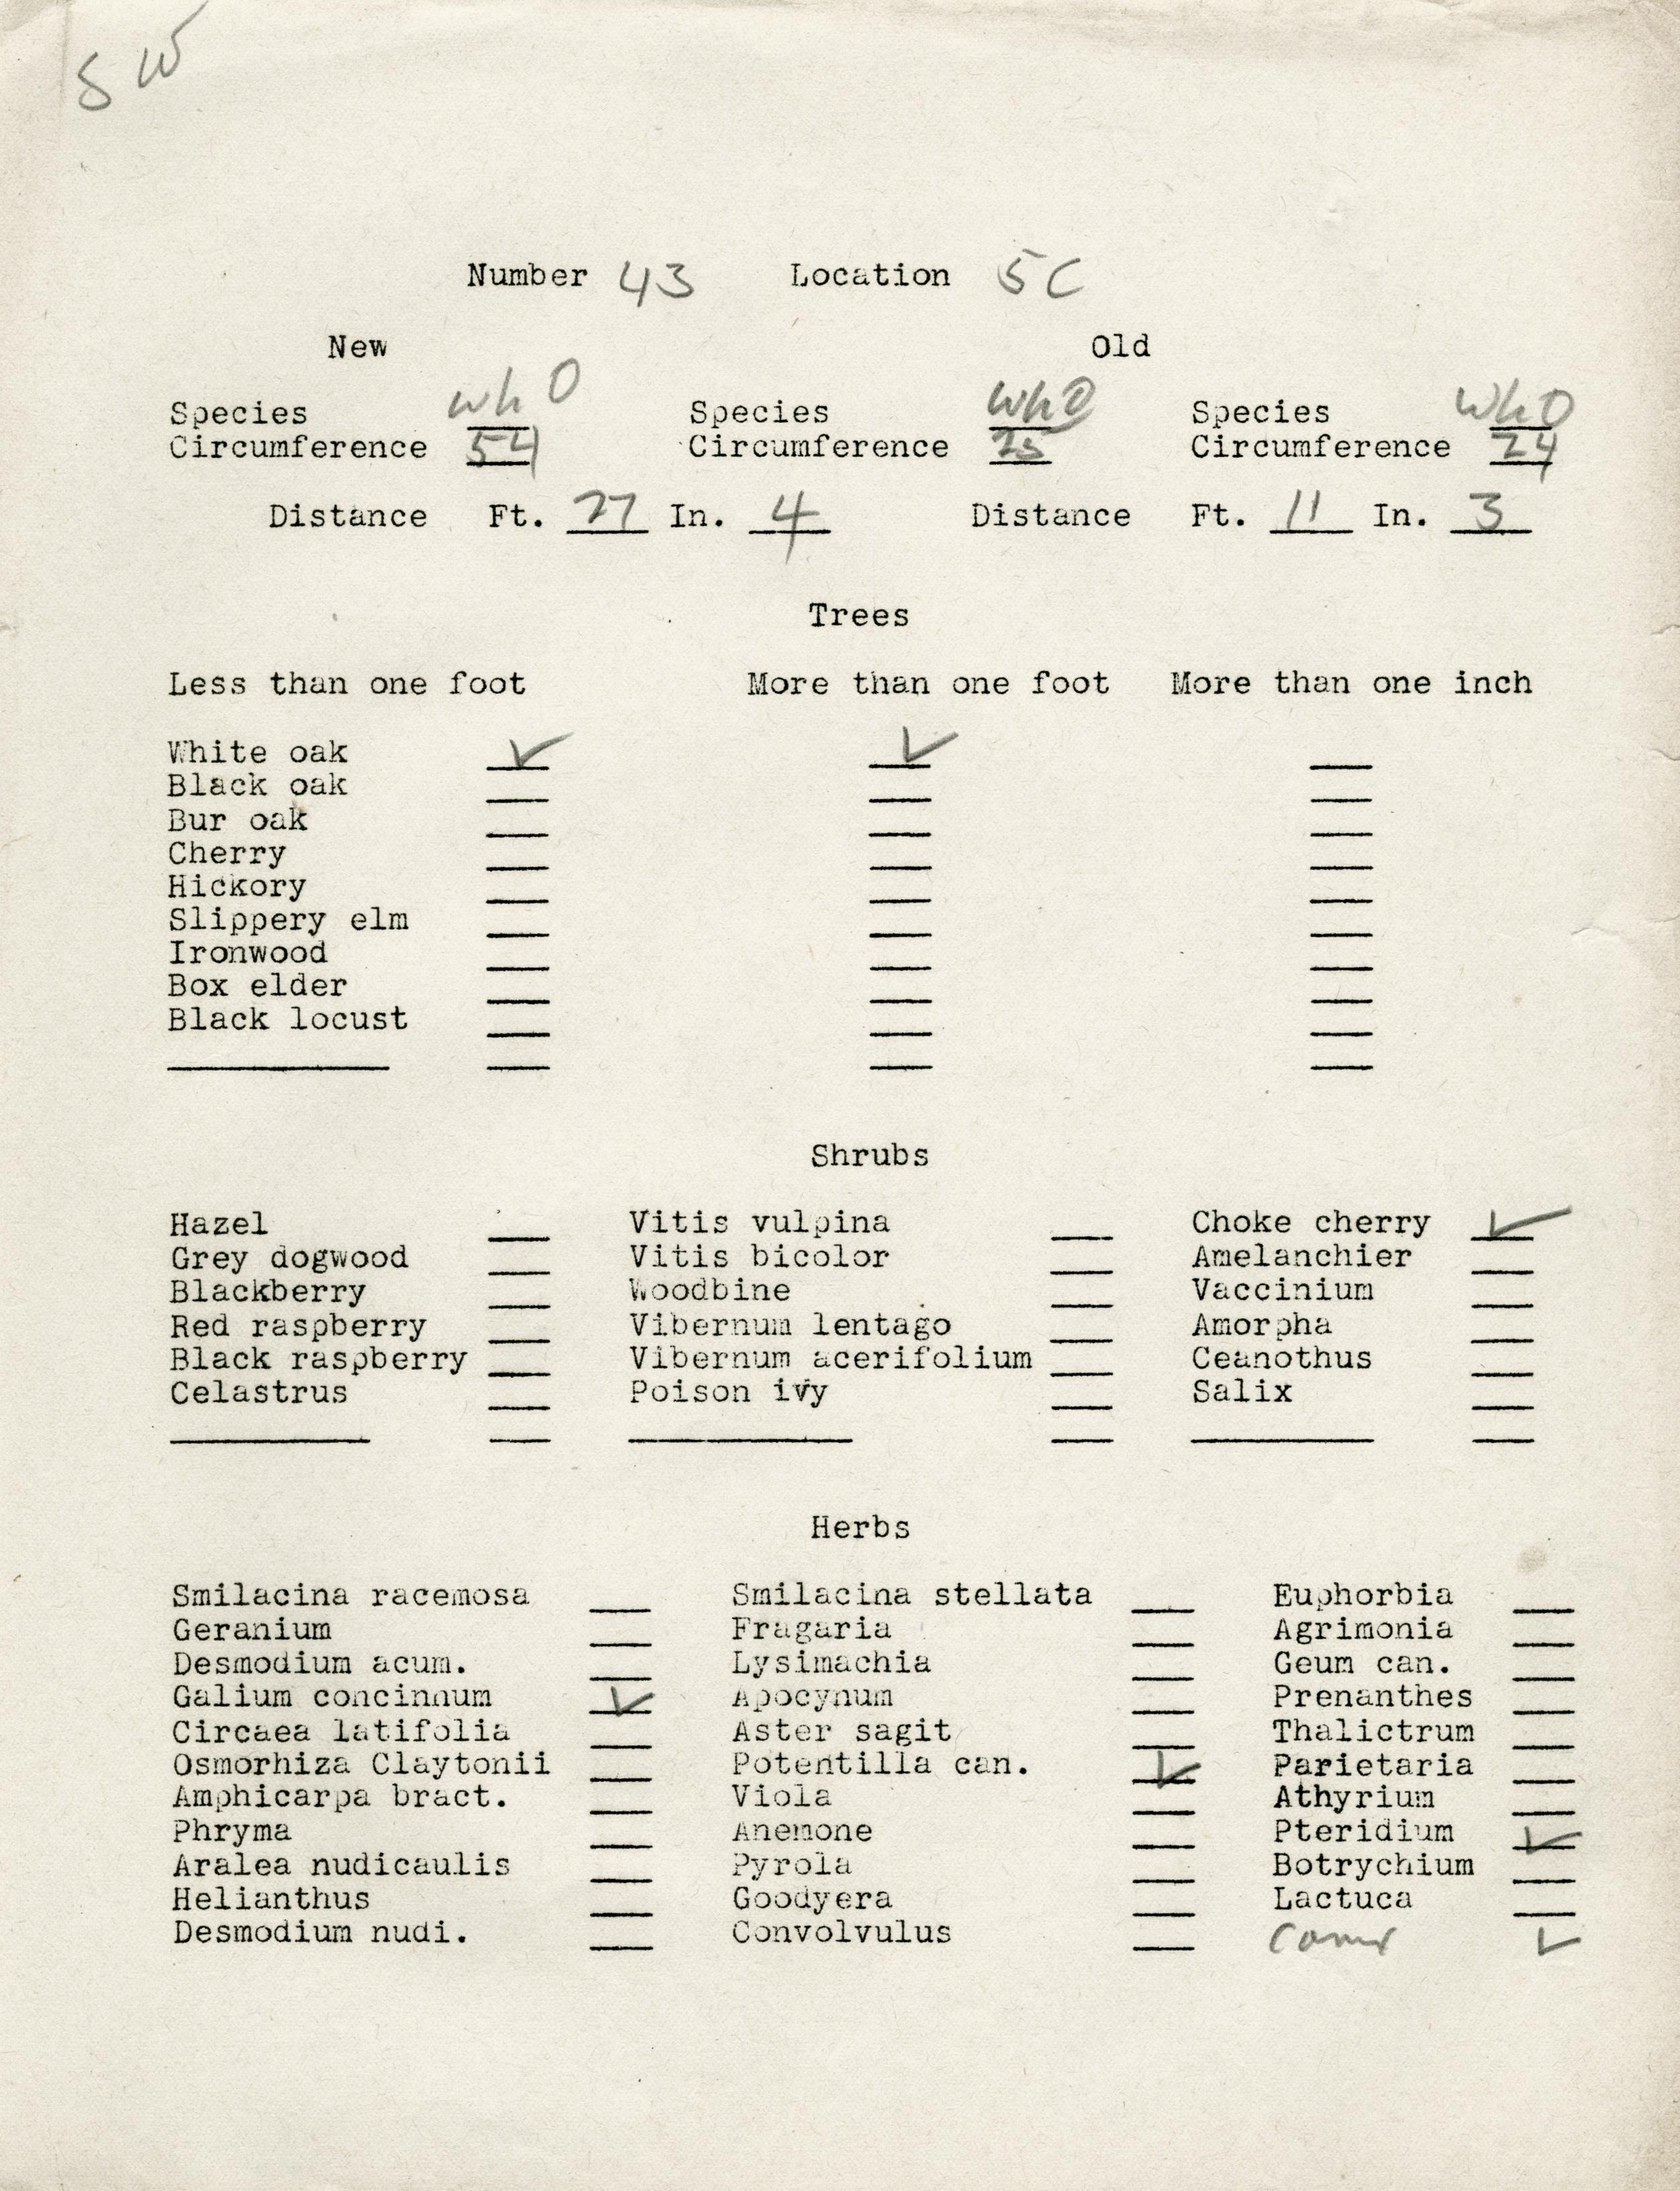 SW
Number 43 Location 5C
New Old
Species Wh O Species Wh O Species Wh O
Circumference 54 Circumference 25 Circumference 24
Distance Ft. 27 In. 4 Distance Ft. 11 In. 3
Trees
Less than one foot More than one foot More than one inch
White oak ✓ ✓
Black oak
Bur oak
Cherry
Hickory
Slippery elm
Ironwood
Box elder
Black locust
Shrubs
Hazel Vitis vulpina Choke cherry ✓
Grey dogwood Vitis bicolor Amelanchier
Blackberry Woodbine Vaccinium
Red raspberry Vibernum lentago Amorpha
Black raspberry Vibernum acerifolium Ceanothus
Celastrus Poison ivy Salix
Herbs
Smilacina racemosa Smilacina stellata Euphorbia
Geranium Fragaria Agrimonia
Desmodium acum. Lysimachia Geum can.
Galium concinnum ✓ Apocynum Prenanthes
Circaea latifolia Aster sagit Thalictrum
Osmorhiza Claytonii Potentilla can. ✓ Parietaria
Amphicarpa bract. Viola Athyrium
Phryma Anemone Pteridium ✓
Aralea nudicaulis Pyrola Botrychium
Helianthus Goodyera Lactuca
Desmodium nudi. Convolvulus ✓